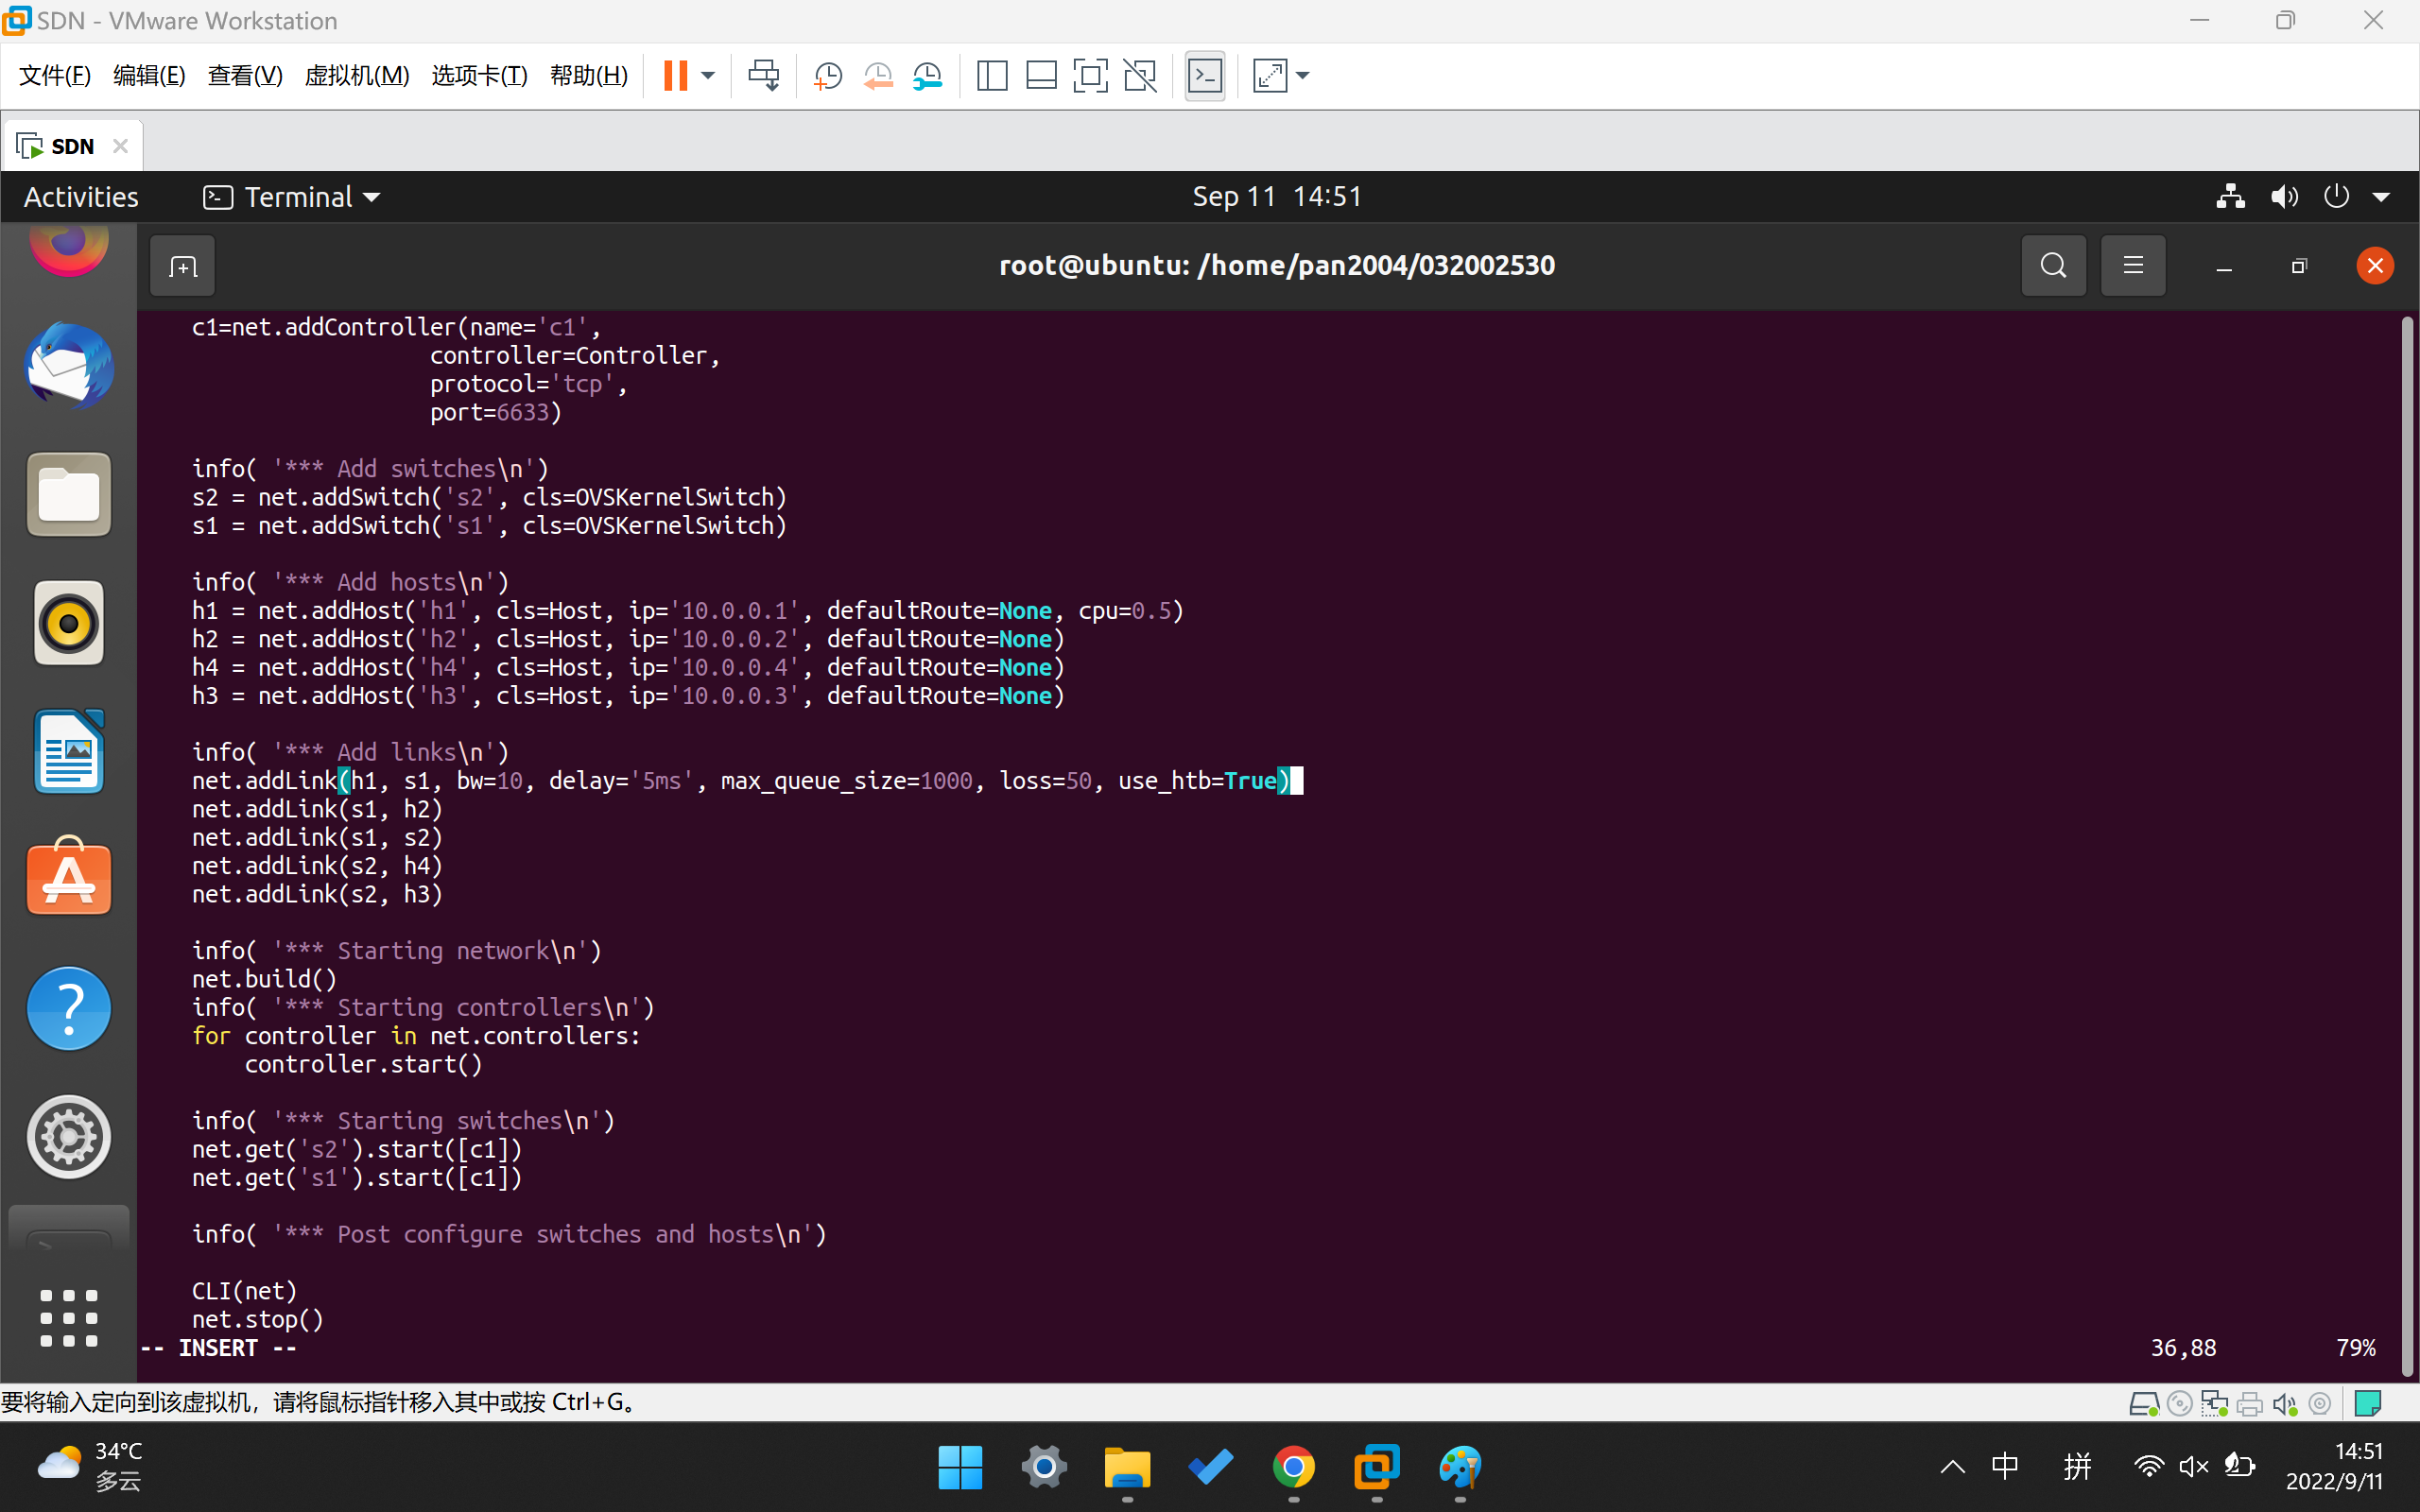 SDN - VMware Workstation
文件(F) 编辑(E) 查看(V) 虚拟机(M) 选项卡(T) 帮助(H)
SDN
Activities Terminal Sep 11 14:51
root@ubuntu: /home/pan2004/032002530
c1=net.addController(name='c1',
controller=Controller,
protocol='tcp',
port=6633)
info( '*** Add switches\n')
s2 = net.addSwitch('s2', cls=OVSKernelSwitch)
s1 = net.addSwitch('s1', cls=OVSKernelSwitch)
info( '*** Add hosts\n')
h1 = net.addHost('h1', cls=Host, ip='10.0.0.1', defaultRoute=None, cpu=0.5)
h2 = net.addHost('h2', cls=Host, ip='10.0.0.2', defaultRoute=None)
h4 = net.addHost('h4', cls=Host, ip='10.0.0.4', defaultRoute=None)
h3 = net.addHost('h3', cls=Host, ip='10.0.0.3', defaultRoute=None)
info( '*** Add links\n')
net.addLink(h1, s1, bw=10, delay='5ms', max_queue_size=1000, loss=50, use_htb=True)
net.addLink(s1, h2)
net.addLink(s1, s2)
net.addLink(s2, h4)
net.addLink(s2, h3)
info( '*** Starting network\n')
net.build()
info( '*** Starting controllers\n')
for controller in net.controllers:
controller.start()
info( '*** Starting switches\n')
net.get('s2').start([c1])
net.get('s1').start([c1])
info( '*** Post configure switches and hosts\n')
CLI(net)
net.stop()
-- INSERT -- 36,88 79%
要将输入定向到该虚拟机，请将鼠标指针移入其中或按 Ctrl+G。
34°C
多云
中 拼
14:51
2022/9/11